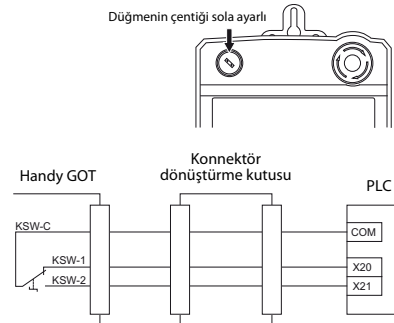 Düğmenin çentiği sola ayarlı
Handy GOT
Konnektör
dönüştürme kutusu
PLC
KSW-C
COM
KSW-1
X20
KSW-2
X21